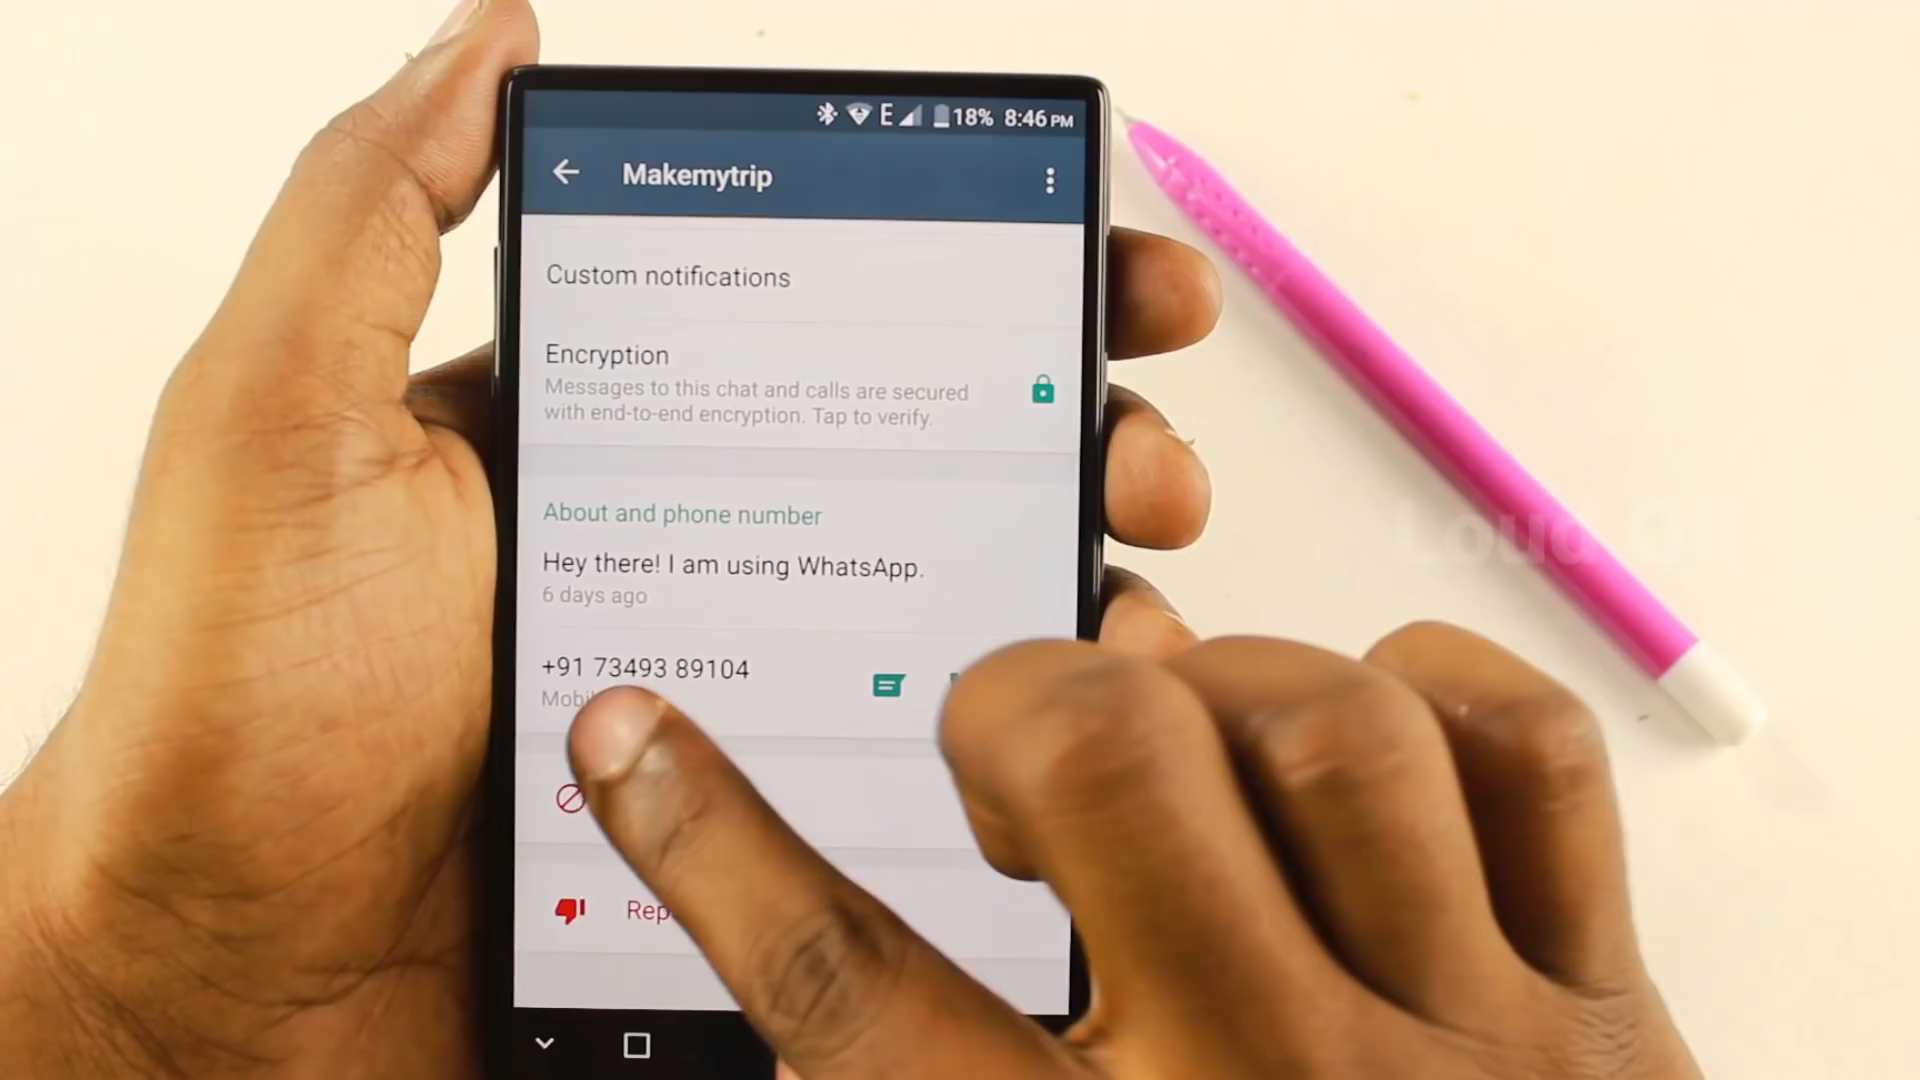 E 18% 8:46 PM
Makemytrip
Custom notifications
Encryption
Messages to this chat and calls are secured
with end-to-end encryption. Tap to verify.
About and phone number
Hey there! I am using WhatsApp.
6 days ago
+91 73493 89104